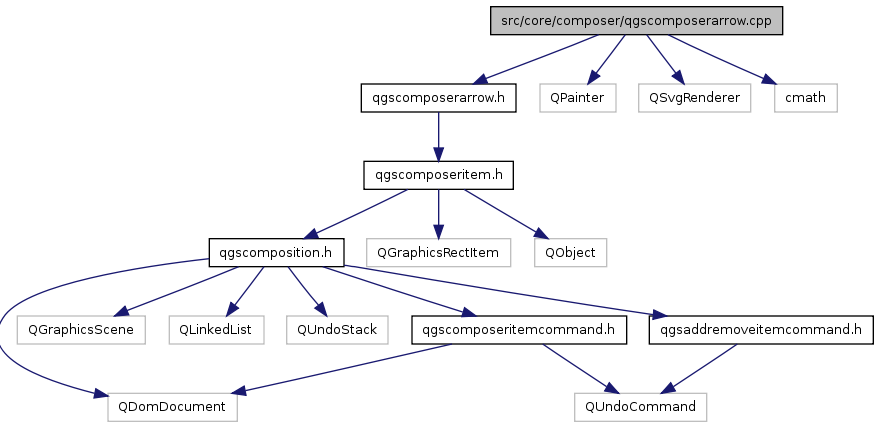 src/core/composer/qgscomposerarrow.cpp
qgscomposerarrow.h
QPainter
QSvgRenderer
cmath
qgscomposeritem.h
qgscomposition.h
QGraphicsRectItem
QObject
QGraphicsScene
QLinkedList
QUndoStack
qgscomposeritemcommand.h
qgsaddremoveitemcommand.h
QDomDocument
QUndoCommand